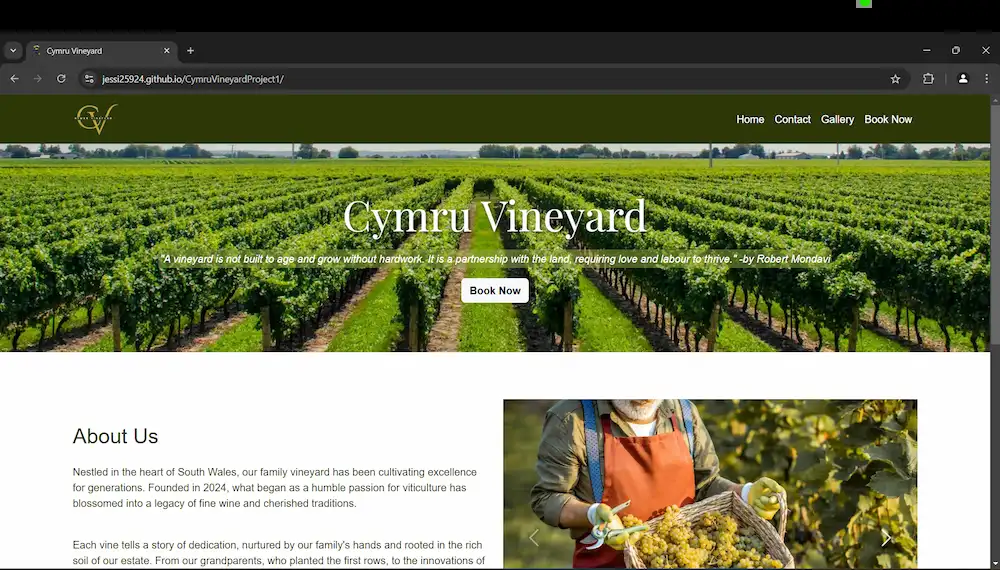 Cymru Vineyard
jessi25924.github.io/CymruVineyardProject1/
CV
Home Contact Gallery Book Now
Cymru Vineyard
"A vineyard is not built to age and grow without hardwork. It is a partnership with the land, requiring love and labour to thrive." -by Robert Mondavi
Book Now
About Us
Nestled in the heart of South Wales, our family vineyard has been cultivating excellence
for generations. Founded in 2024, what began as a humble passion for viticulture has
blossomed into a legacy of fine wine and cherished traditions.
Each vine tells a story of dedication, nurtured by our family's hands and rooted in the rich
soil of our estate. From our grandparents, who planted the first rows, to the innovations of